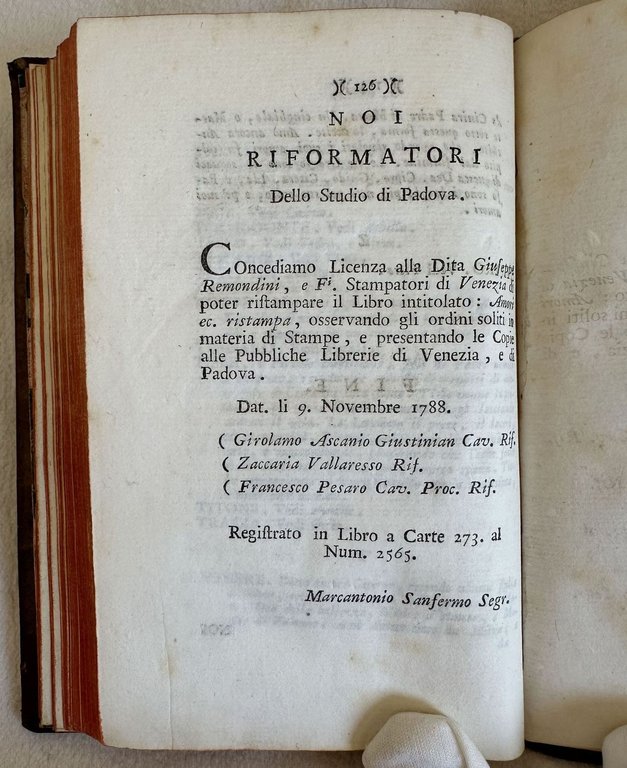 )( 126 )(
NOI
RIFORMATORI
Dello Studio di Padova.
Concediamo Licenza alla Dita Giuseppe
Remondini, e Fⁱ. Stampatori di Venezia di
poter riſtampare il Libro intitolato: Amori
ec. ristampa, osservando gli ordini soliti in
materia di Stampe, e presentando le Copie
alle Pubbliche Librerie di Venezia, e di
Padova.
Dat. li 9. Novembre 1788.
( Girolamo Ascanio Giustinian Cav. Rif.
( Zaccaria Vallaresso Rif.
( Francesco Pesaro Cav. Proc. Rif.
Regiſtrato in Libro a Carte 273. al
Num. 2565.
Marcantonio Sanfermo Segr.